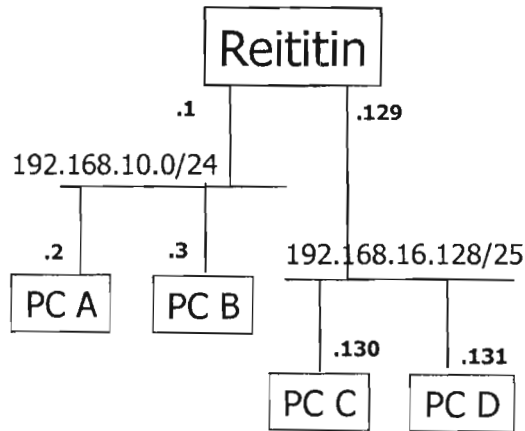 Reititin
.1
.129
192.168.10.0/24
.2
.3
192.168.16.128/25
PC A
PC B
.130
.131
PC C
PC D